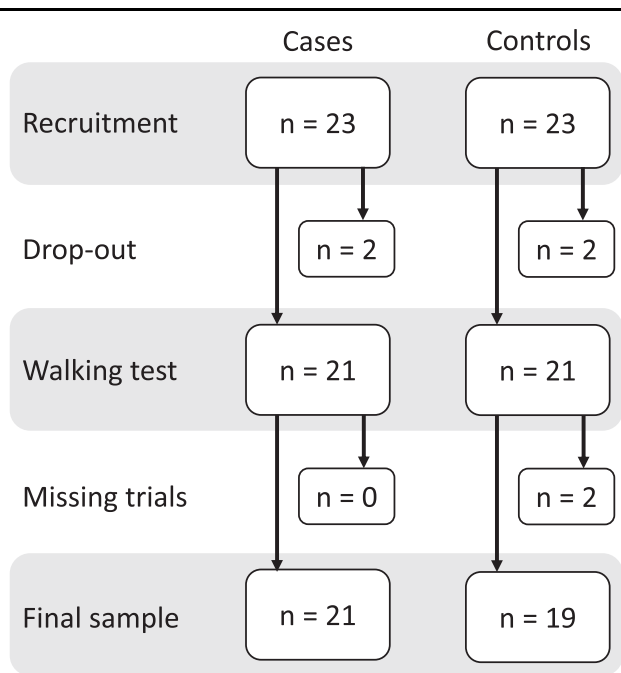 Cases Controls
Recruitment n = 23 n = 23
Drop-out n = 2 n = 2
Walking test n = 21 n = 21
Missing trials n = 0 n = 2
Final sample n = 21 n = 19